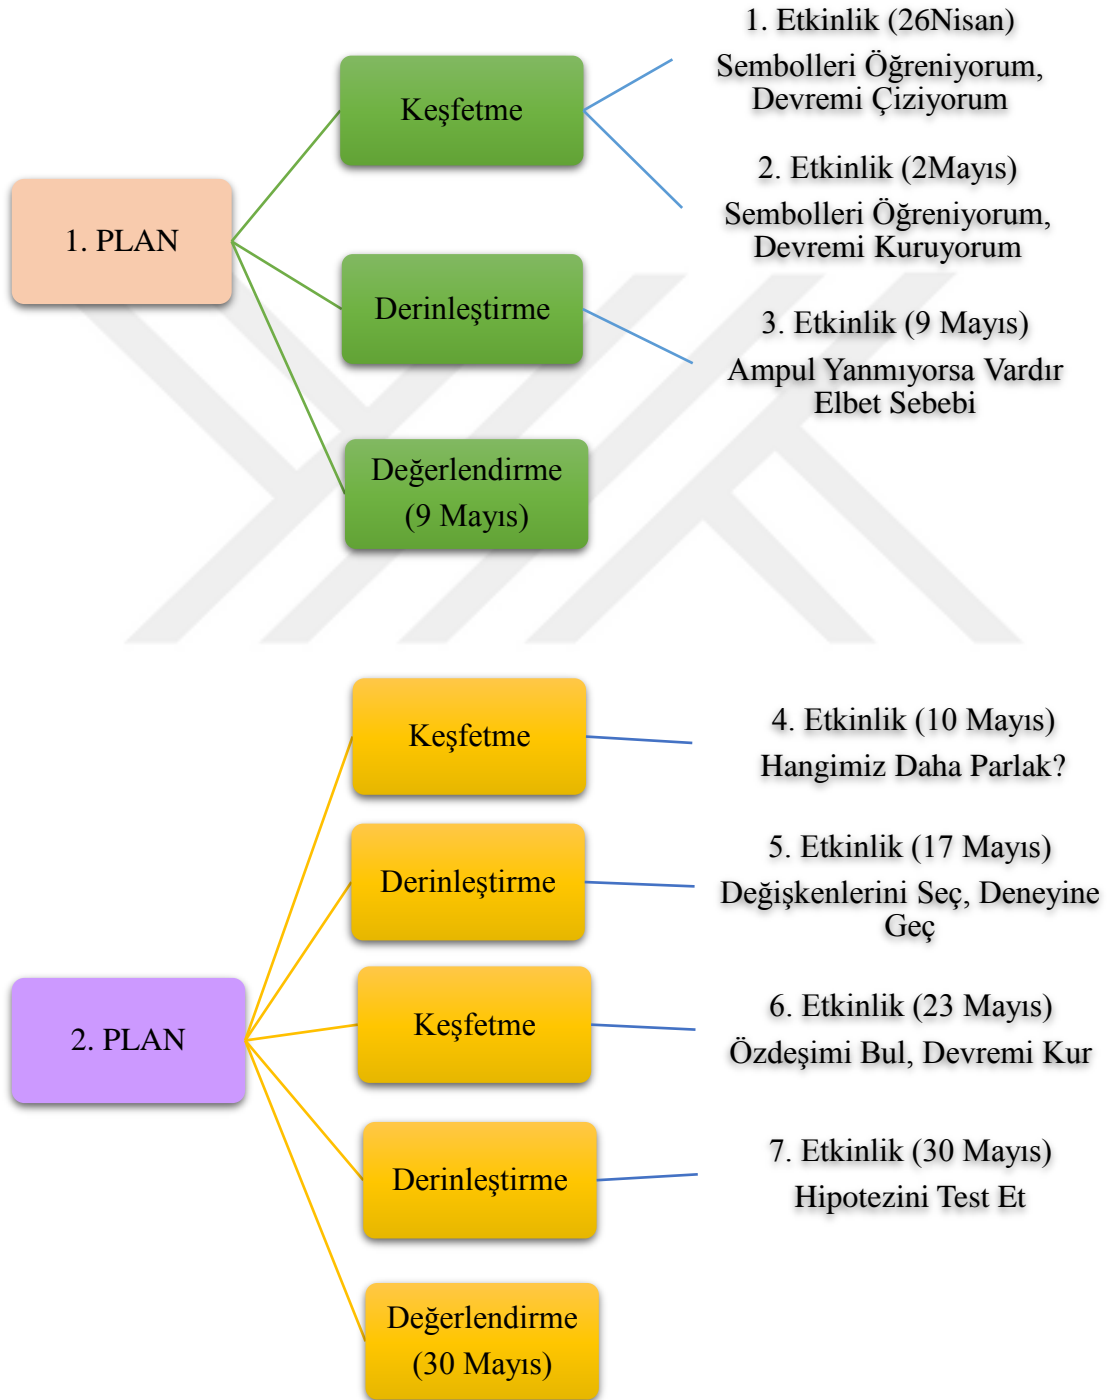 1. PLAN
Keşfetme
1. Etkinlik (26Nisan)
Sembolleri Öğreniyorum,
Devremi Çiziyorum
2. Etkinlik (2Mayıs)
Sembolleri Öğreniyorum,
Devremi Kuruyorum
Derinleştirme
3. Etkinlik (9 Mayıs)
Ampul Yanmıyorsa Vardır
Elbet Sebebi
Değerlendirme
(9 Mayıs)
2. PLAN
Keşfetme
4. Etkinlik (10 Mayıs)
Hangimiz Daha Parlak?
Derinleştirme
5. Etkinlik (17 Mayıs)
Değişkenlerini Seç, Deneyine
Geç
Keşfetme
6. Etkinlik (23 Mayıs)
Özdeşimi Bul, Devremi Kur
Derinleştirme
7. Etkinlik (30 Mayıs)
Hipotezini Test Et
Değerlendirme
(30 Mayıs)